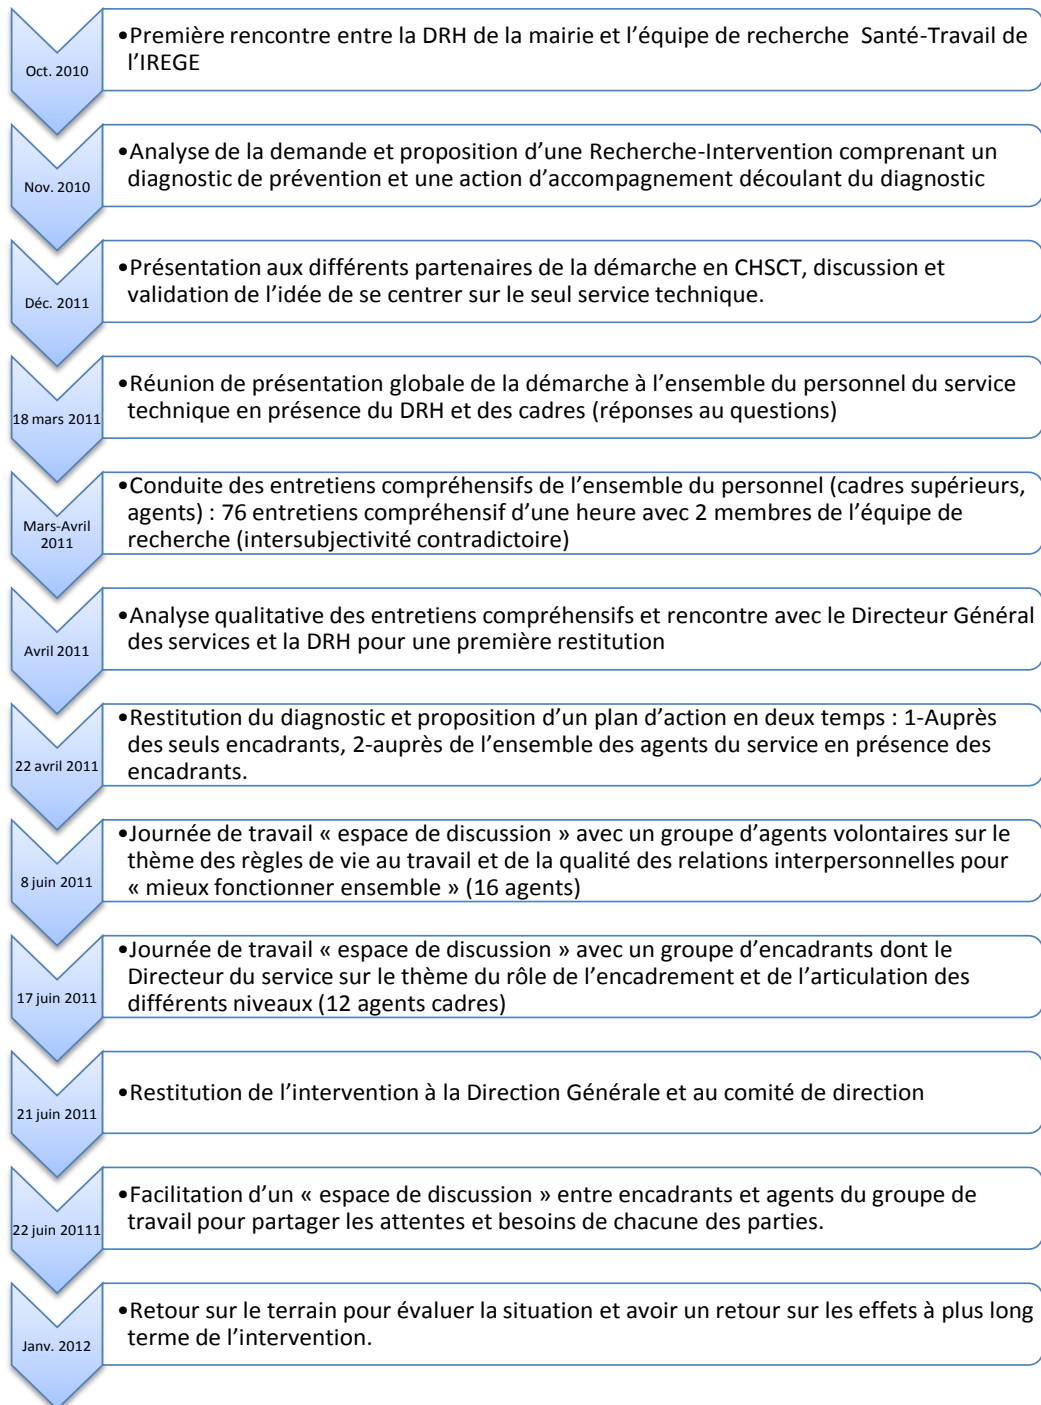 Oct. 2010
•Première rencontre entre la DRH de la mairie et l’équipe de recherche Santé-Travail de
l’IREGE
Nov. 2010
•Analyse de la demande et proposition d’une Recherche-Intervention comprenant un
diagnostic de prévention et une action d’accompagnement découlant du diagnostic
Déc. 2011
•Présentation aux différents partenaires de la démarche en CHSCT, discussion et
validation de l’idée de se centrer sur le seul service technique.
18 mars 2011
•Réunion de présentation globale de la démarche à l’ensemble du personnel du service
technique en présence du DRH et des cadres (réponses au questions)
Mars-Avril
2011
•Conduite des entretiens compréhensifs de l’ensemble du personnel (cadres supérieurs,
agents) : 76 entretiens compréhensif d’une heure avec 2 membres de l’équipe de
recherche (intersubjectivité contradictoire)
Avril 2011
•Analyse qualitative des entretiens compréhensifs et rencontre avec le Directeur Général
des services et la DRH pour une première restitution
22 avril 2011
•Restitution du diagnostic et proposition d’un plan d’action en deux temps : 1-Auprès
des seuls encadrants, 2-auprès de l’ensemble des agents du service en présence des
encadrants.
8 juin 2011
•Journée de travail « espace de discussion » avec un groupe d’agents volontaires sur le
thème des règles de vie au travail et de la qualité des relations interpersonnelles pour
« mieux fonctionner ensemble » (16 agents)
17 juin 2011
•Journée de travail « espace de discussion » avec un groupe d’encadrants dont le
Directeur du service sur le thème du rôle de l’encadrement et de l’articulation des
différents niveaux (12 agents cadres)
21 juin 2011
•Restitution de l’intervention à la Direction Générale et au comité de direction
22 juin 20111
•Facilitation d’un « espace de discussion » entre encadrants et agents du groupe de
travail pour partager les attentes et besoins de chacune des parties.
Janv. 2012
•Retour sur le terrain pour évaluer la situation et avoir un retour sur les effets à plus long
terme de l’intervention.